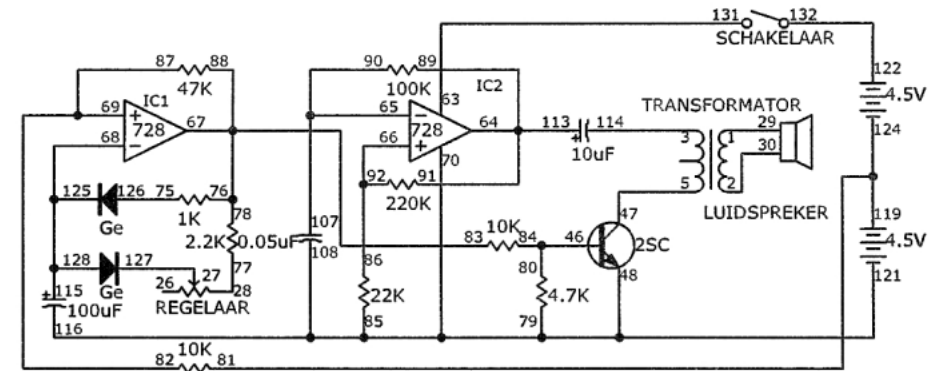 131 132
SCHAKELAAR
87 88
47K
90 89
100K
IC2
63
122
4.5V
124
IC1
69
+
728
67
68
−
65
−
728
64
66
+
70
113 114
+
10uF
TRANSFORMATOR
3 1 29
30
5 2
LUIDSPREKER
125 126 75 76
Ge
1K
92 91
220K
78
2.2K
77
0.05uF
107
108
119
4.5V
121
10K
83 84
46
47
2SC
48
128 127
Ge
26 27 28
REGELAAR
+
115
100uF
116
86
22K
85
80
4.7K
79
10K
82 81